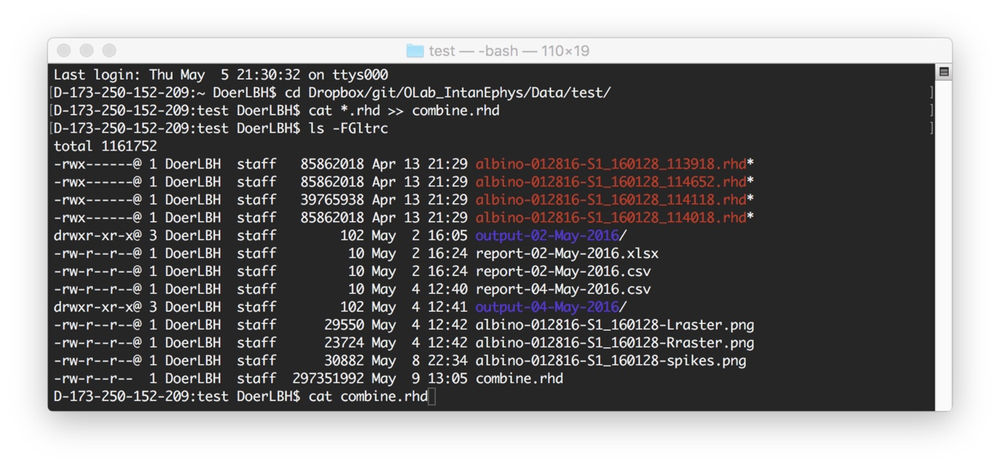 test — -bash — 110×19
Last login: Thu May  5 21:30:32 on ttys000
[D-173-250-152-209:~ DoerLBH$ cd Dropbox/git/OLab_IntanEphys/Data/test/ ]
[D-173-250-152-209:test DoerLBH$ cat *.rhd >> combine.rhd ]
[D-173-250-152-209:test DoerLBH$ ls -FGltrc ]
total 1161752
-rwx------@ 1 DoerLBH  staff   85862018 Apr 13 21:29 albino-012816-S1_160128_113918.rhd*
-rwx------@ 1 DoerLBH  staff   85862018 Apr 13 21:29 albino-012816-S1_160128_114652.rhd*
-rwx------@ 1 DoerLBH  staff   39765938 Apr 13 21:29 albino-012816-S1_160128_114118.rhd*
-rwx------@ 1 DoerLBH  staff   85862018 Apr 13 21:29 albino-012816-S1_160128_114018.rhd*
drwxr-xr-x@ 3 DoerLBH  staff        102 May  2 16:05 output-02-May-2016/
-rw-r--r--@ 1 DoerLBH  staff         10 May  2 16:24 report-02-May-2016.xlsx
-rw-r--r--@ 1 DoerLBH  staff         10 May  2 16:24 report-02-May-2016.csv
-rw-r--r--@ 1 DoerLBH  staff         10 May  4 12:40 report-04-May-2016.csv
drwxr-xr-x@ 3 DoerLBH  staff        102 May  4 12:41 output-04-May-2016/
-rw-r--r--@ 1 DoerLBH  staff      29550 May  4 12:42 albino-012816-S1_160128-Lraster.png
-rw-r--r--@ 1 DoerLBH  staff      23724 May  4 12:42 albino-012816-S1_160128-Rraster.png
-rw-r--r--@ 1 DoerLBH  staff      30882 May  8 22:34 albino-012816-S1_160128-spikes.png
-rw-r--r--  1 DoerLBH  staff  297351992 May  9 13:05 combine.rhd
D-173-250-152-209:test DoerLBH$ cat combine.rhd